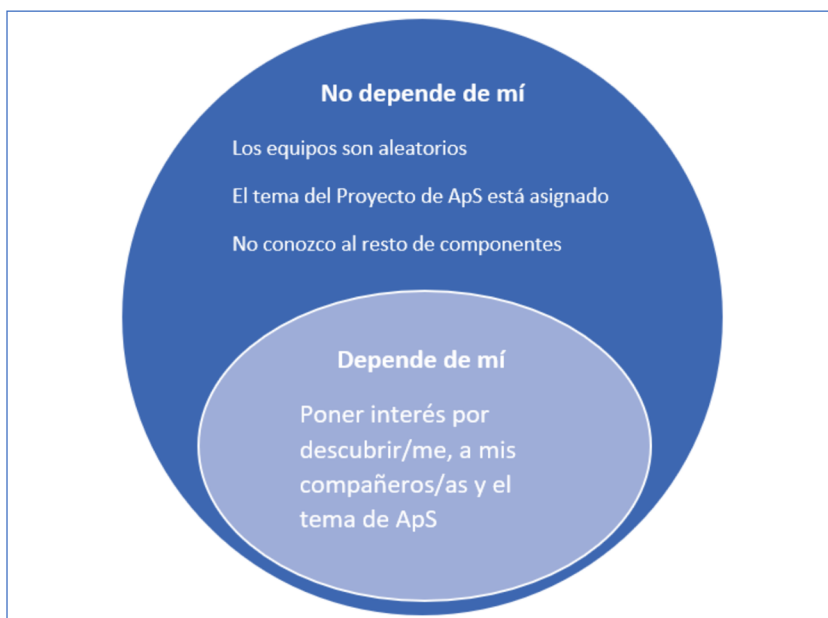 No depende de mí
Los equipos son aleatorios
El tema del Proyecto de ApS está asignado
No conozco al resto de componentes
Depende de mí
Poner interés por
descubrir/me, a mis
compañeros/as y el
tema de ApS